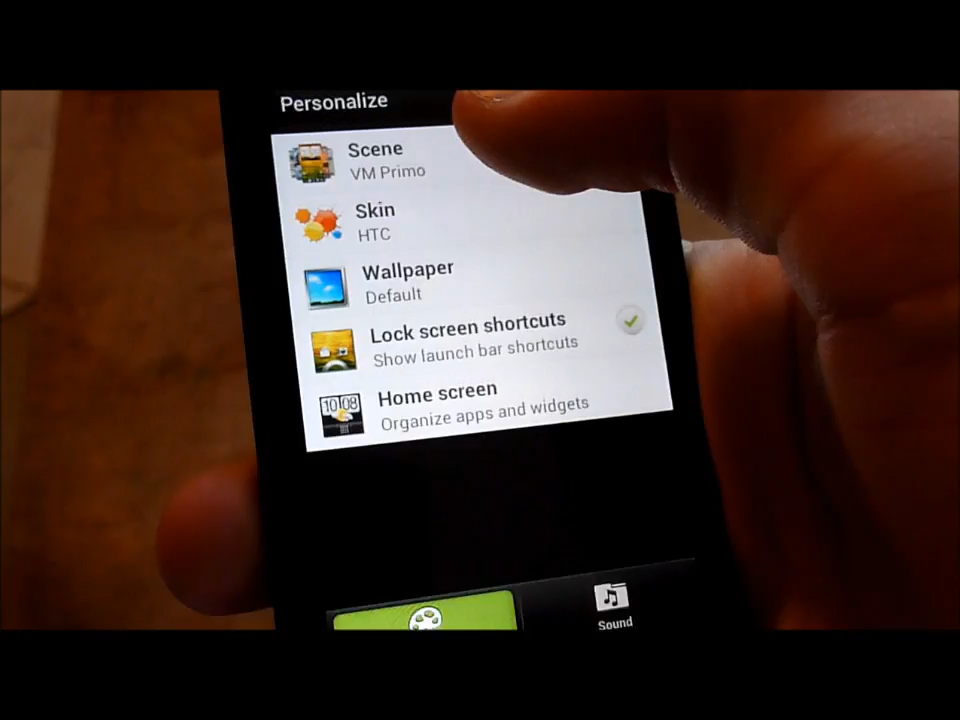 Personalize
Scene
VM Primo
Skin
HTC
Wallpaper
Default
Lock screen shortcuts
Show launch bar shortcuts
10 08
Home screen
Organize apps and widgets
Sound